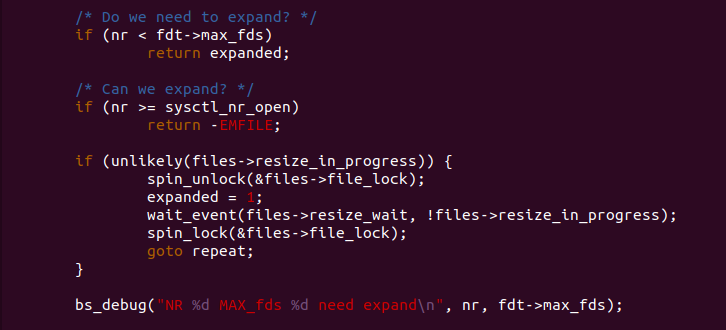 /* Do we need to expand? */
if (nr < fdt->max_fds)
return expanded;
/* Can we expand? */
if (nr >= sysctl_nr_open)
return -EMFILE;
if (unlikely(files->resize_in_progress)) {
spin_unlock(&files->file_lock);
expanded = 1;
wait_event(files->resize_wait, !files->resize_in_progress);
spin_lock(&files->file_lock);
goto repeat;
}
bs_debug("NR %d MAX_fds %d need expand\n", nr, fdt->max_fds);